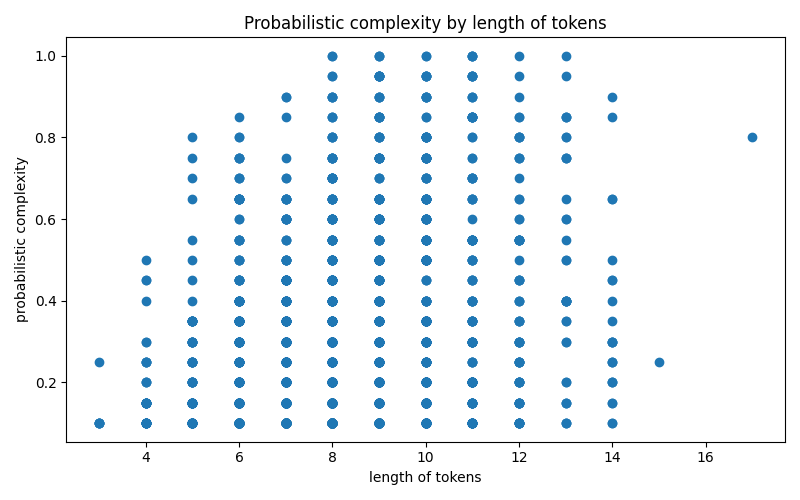 Probabilistic complexity by length of tokens
probabilistic complexity
1.0
0.8
0.6
0.4
0.2
4 6 8 10 12 14 16
length of tokens